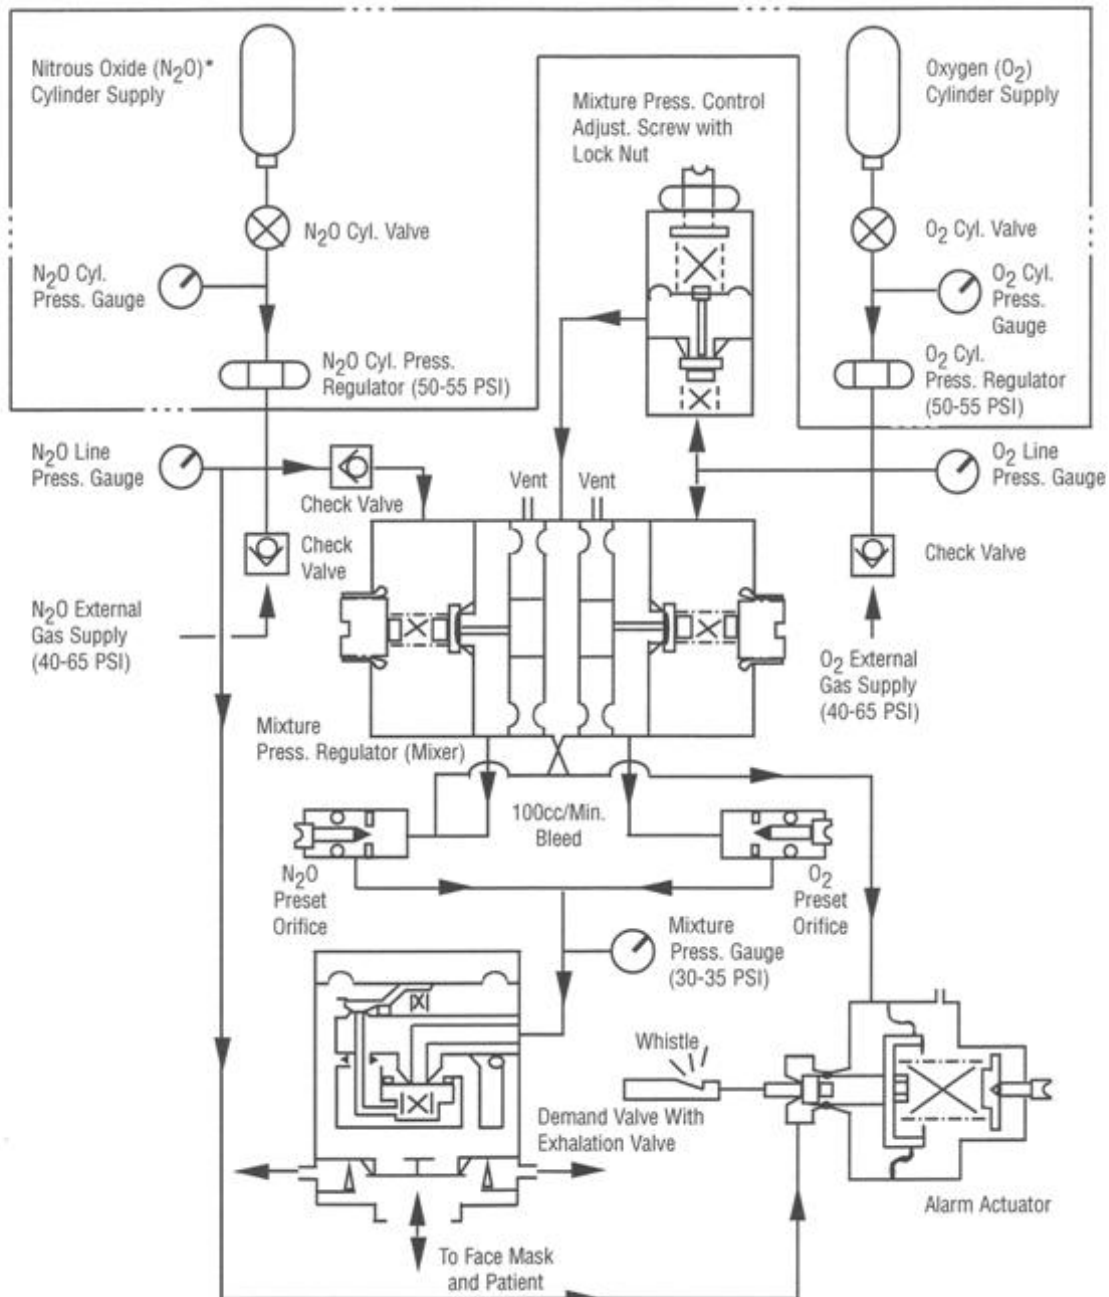 Nitrous Oxide (N2O)*
Cylinder Supply
Oxygen (O2)
Cylinder Supply
Mixture Press. Control
Adjust. Screw with
Lock Nut
N2O Cyl. Valve
O2 Cyl. Valve
N2O Cyl.
Press. Gauge
O2 Cyl.
Press.
Gauge
N2O Cyl. Press.
Regulator (50-55 PSI)
O2 Cyl.
Press. Regulator
(50-55 PSI)
N2O Line
Press. Gauge
O2 Line
Press. Gauge
Check Valve
Vent
Vent
Check
Valve
Check Valve
N2O External
Gas Supply
(40-65 PSI)
O2 External
Gas Supply
(40-65 PSI)
Mixture
Press. Regulator (Mixer)
100cc/Min.
Bleed
N2O
Preset
Orifice
O2
Preset
Orifice
Mixture
Press. Gauge
(30-35 PSI)
Whistle
Demand Valve With
Exhalation Valve
Alarm Actuator
To Face Mask
and Patient